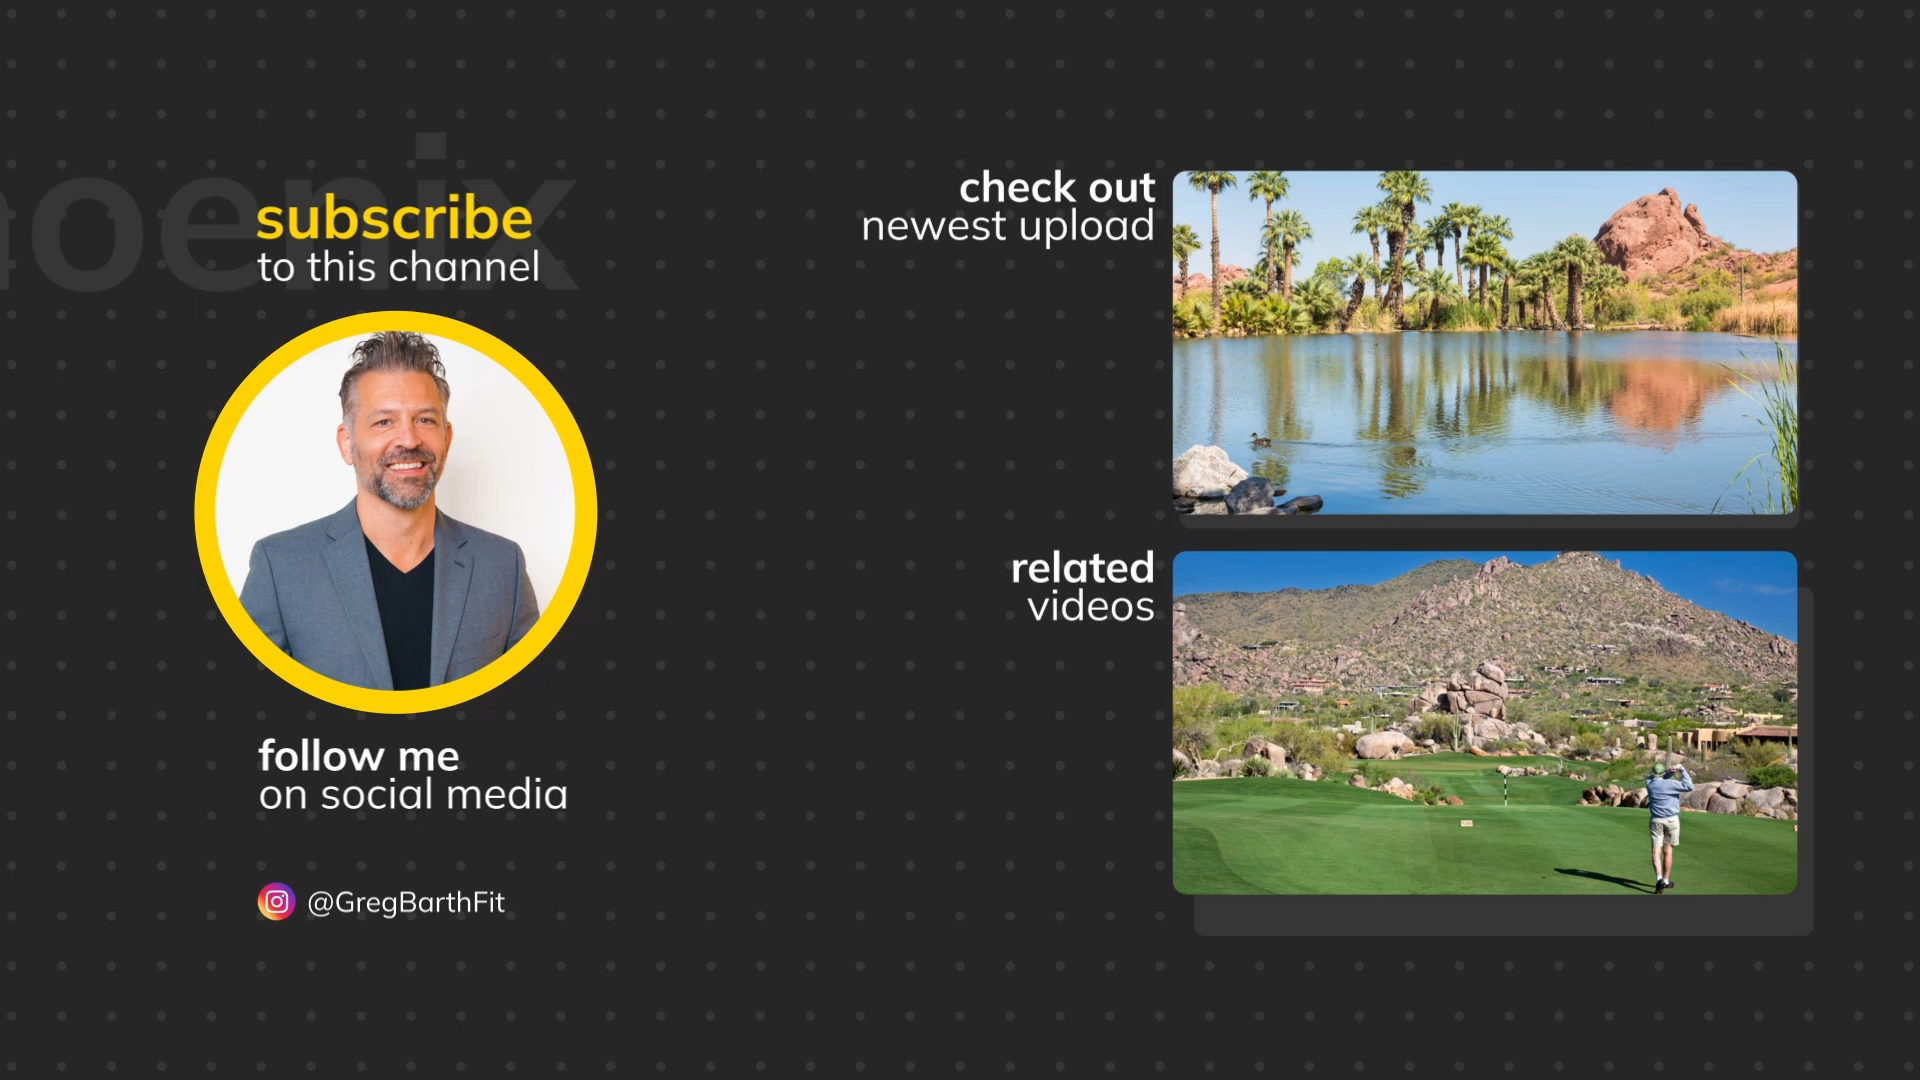 subscribe
to this channel
follow me
on social media
@GregBarthFit
check out
newest upload
related
videos